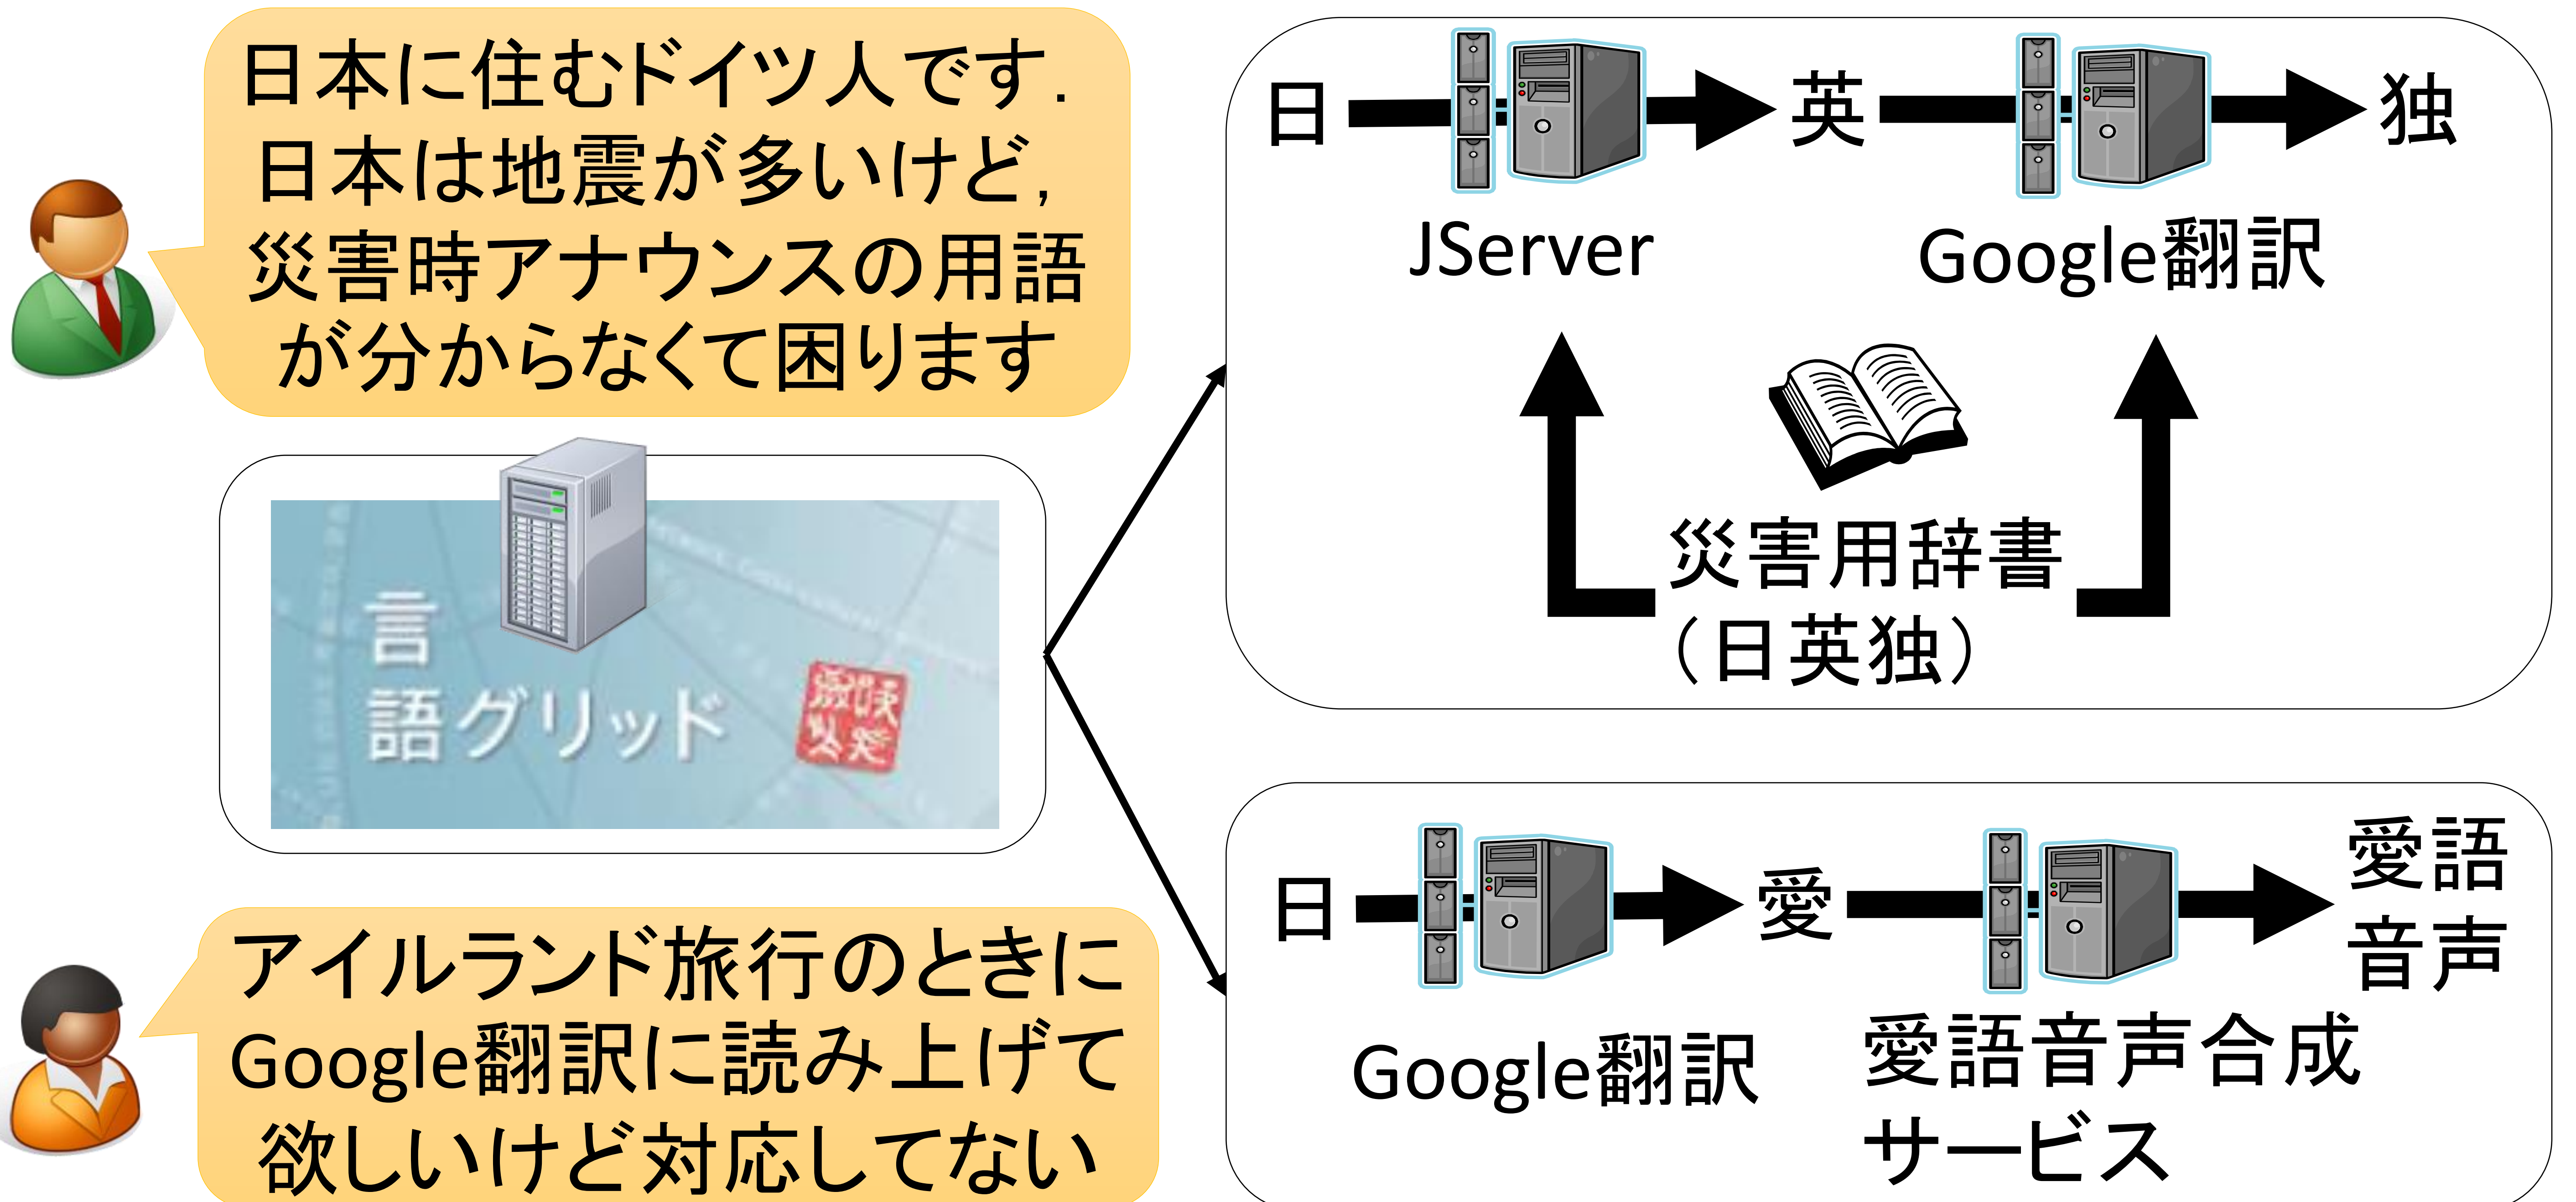 日本に住むドイツ人です.
日本は地震が多いけど,
災害時アナウンスの用語
が分からなくて困ります
言
語グリッド
アイルランド旅行のときに
Google翻訳に読み上げて
欲しいけど対応してない
日 英 独
JServer Google翻訳
災害用辞書
（日英独）
日 愛 愛語
音声
Google翻訳 愛語音声合成
サービス